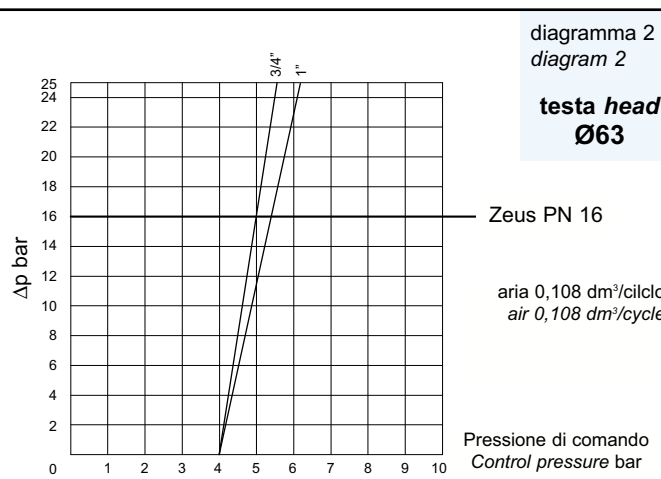 diagramma 2
diagram 2
testa head
Ø63
3/4”
1”
25
24
22
20
18
16
14
12
10
8
6
4
2
0
1 2 3 4 5 6 7 8 9 10
Δp bar
Zeus PN 16
aria 0,108 dm³/cilclo
air 0,108 dm³/cycle
Pressione di comando
Control pressure bar